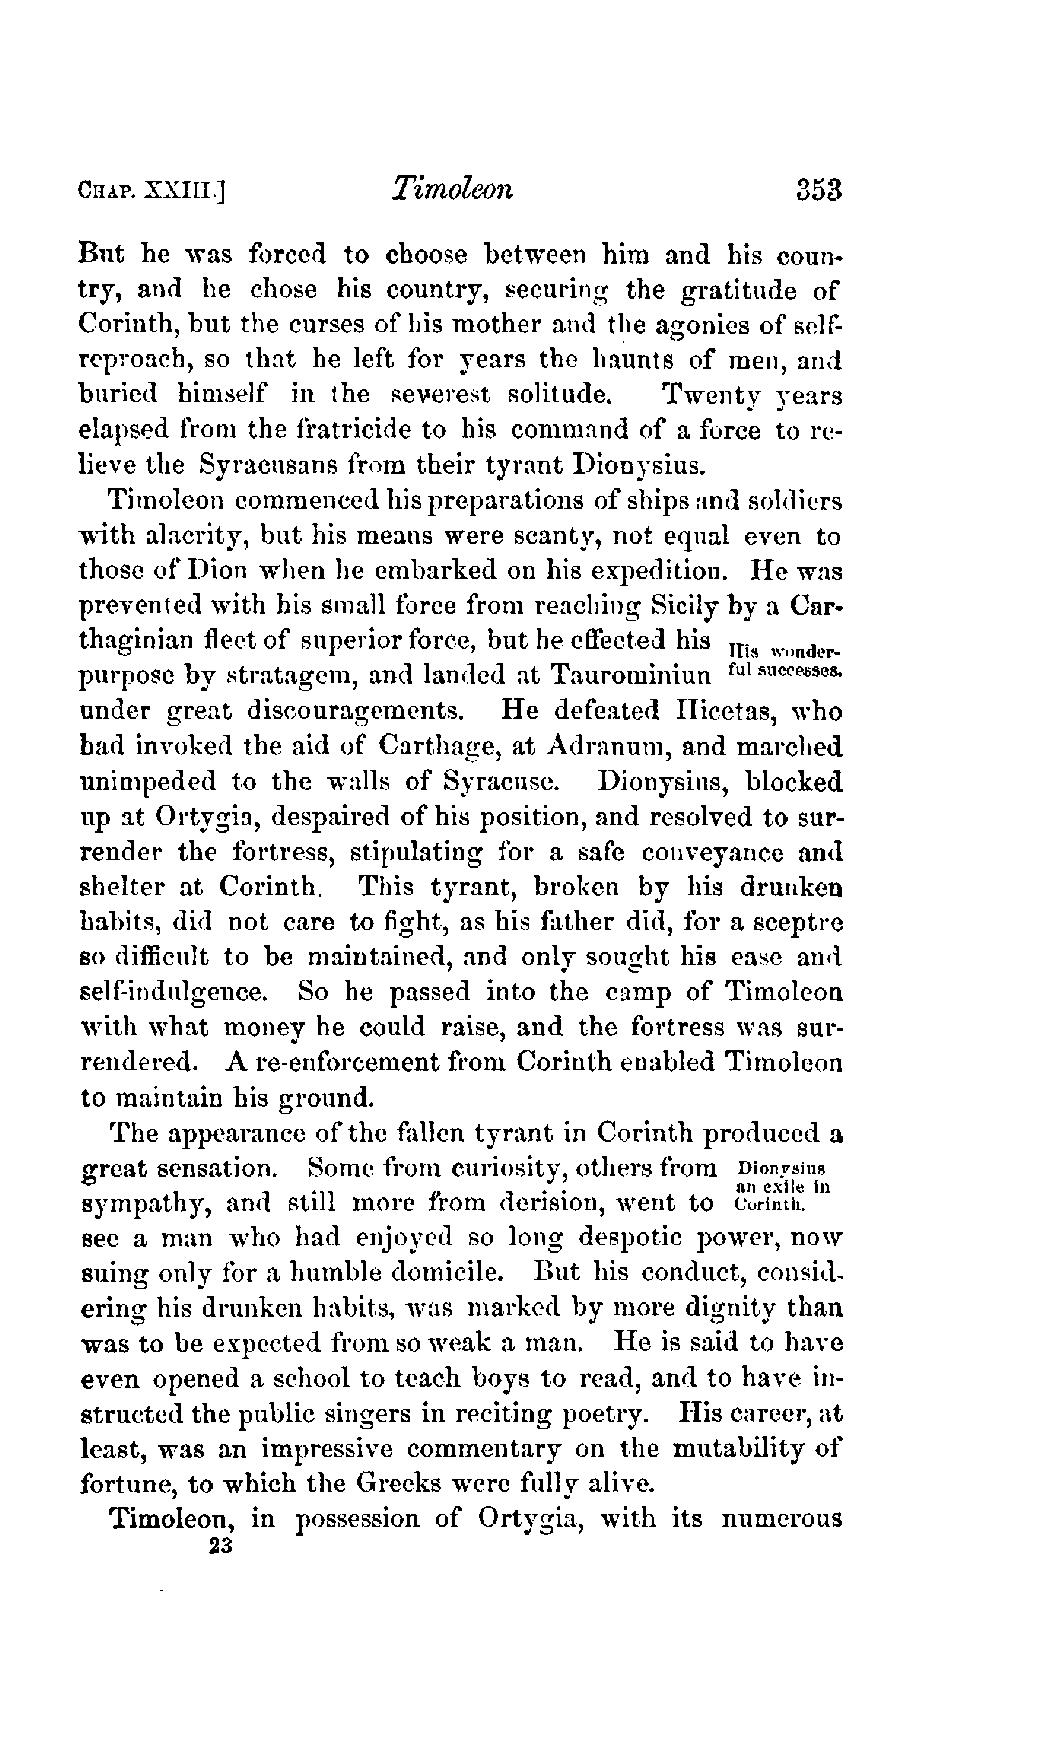 CHAP. XXIII.] Timoleon 353
But he was forced to choose between him and his coun-
try, and he chose his country, securing the gratitude of
Corinth, but the curses of his mother and the agonies of self-
reproach, so that he left for years the haunts of men, and
buried himself in the severest solitude. Twenty years
elapsed from the fratricide to his command of a force to re-
lieve the Syracusans from their tyrant Dionysius.
Timoleon commenced his preparations of ships and soldiers
with alacrity, but his means were scanty, not equal even to
those of Dion when he embarked on his expedition. He was
prevented with his small force from reaching Sicily by a Car-
thaginian fleet of superior force, but he effected his
His wonder-
purpose by stratagem, and landed at Taurominiun
ful successes.
under great discouragements. He defeated Hicetas, who
had invoked the aid of Carthage, at Adranum, and marched
unimpeded to the walls of Syracuse. Dionysius, blocked
up at Ortygia, despaired of his position, and resolved to sur-
render the fortress, stipulating for a safe conveyance and
shelter at Corinth. This tyrant, broken by his drunken
habits, did not care to fight, as his father did, for a sceptre
so difficult to be maintained, and only sought his ease and
self-indulgence. So he passed into the camp of Timoleon
with what money he could raise, and the fortress was sur-
rendered. A re-enforcement from Corinth enabled Timoleon
to maintain his ground.
The appearance of the fallen tyrant in Corinth produced a
great sensation. Some from curiosity, others from
Dionysius
an exile in
sympathy, and still more from derision, went to
Corinth.
see a man who had enjoyed so long despotic power, now
suing only for a humble domicile. But his conduct, consid-
ering his drunken habits, was marked by more dignity than
was to be expected from so weak a man. He is said to have
even opened a school to teach boys to read, and to have in-
structed the public singers in reciting poetry. His career, at
least, was an impressive commentary on the mutability of
fortune, to which the Greeks were fully alive.
Timoleon, in possession of Ortygia, with its numerous
23